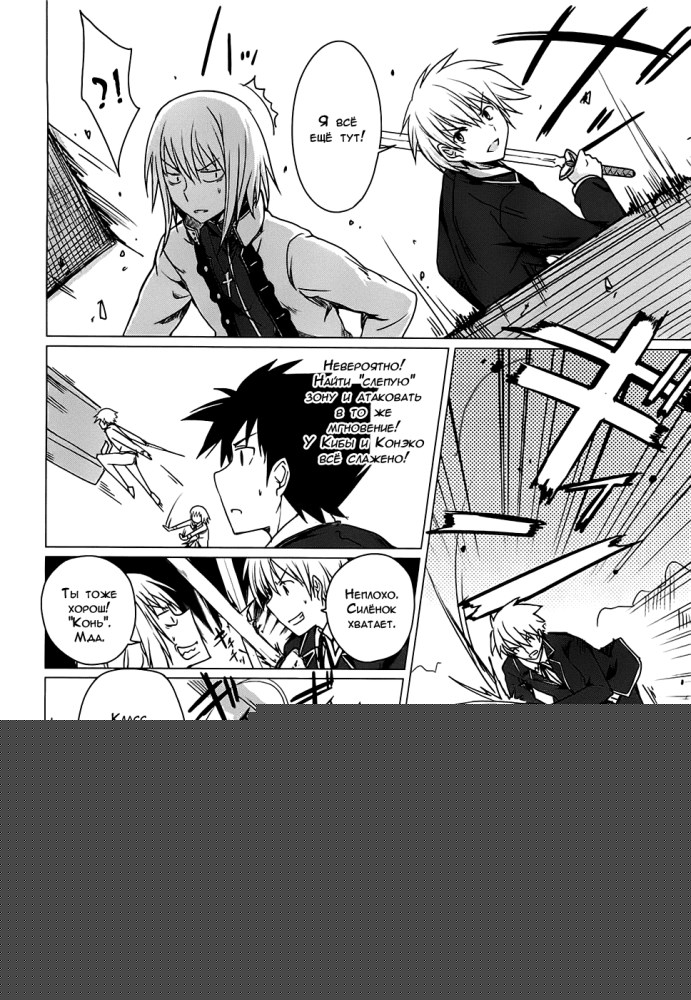 Я ВСЁ
ЕЩЁ ТУТ!
?!
НЕВЕРОЯТНО!
НАЙТИ "СЛЕПУЮ"
ЗОНУ И АТАКОВАТЬ
В ТО ЖЕ
МГНОВЕНИЕ!
У КИБЫ И КОНЭКО
ВСЁ СЛАЖЕНО!
НЕПЛОХО.
СИЛЁНОК
ХВАТАЕТ.
ТЫ ТОЖЕ
ХОРОШ!
"КОНЬ".
МДА.